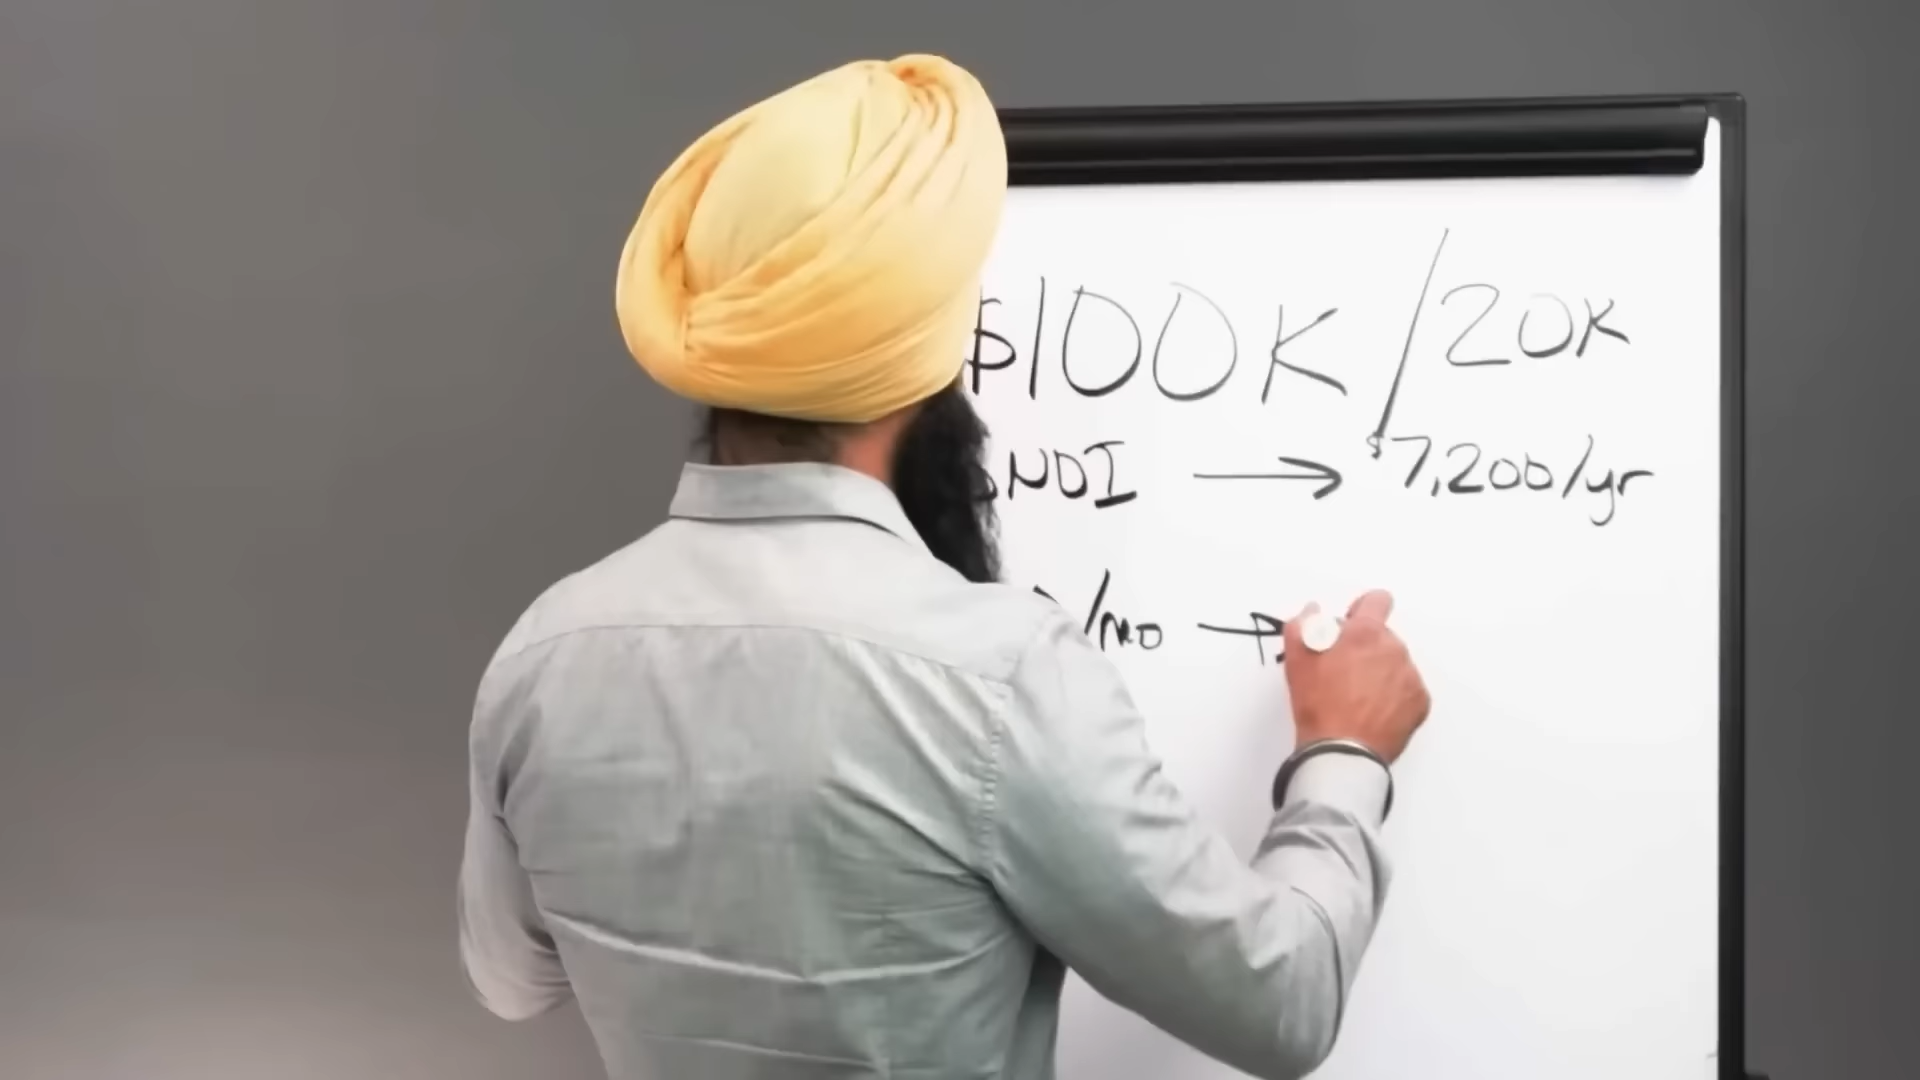 $100K/20K
NOI → $7,200/yr
/mo →